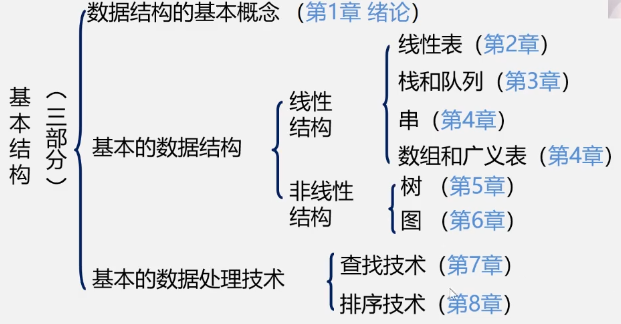 基本结构
（三部分）
数据结构的基本概念（第1章 绪论）
基本的数据结构
线性
结构
线性表（第2章）
栈和队列（第3章）
串（第4章）
数组和广义表（第4章）
非线性
结构
树（第5章）
图（第6章）
基本的数据处理技术
查找技术（第7章）
排序技术（第8章）